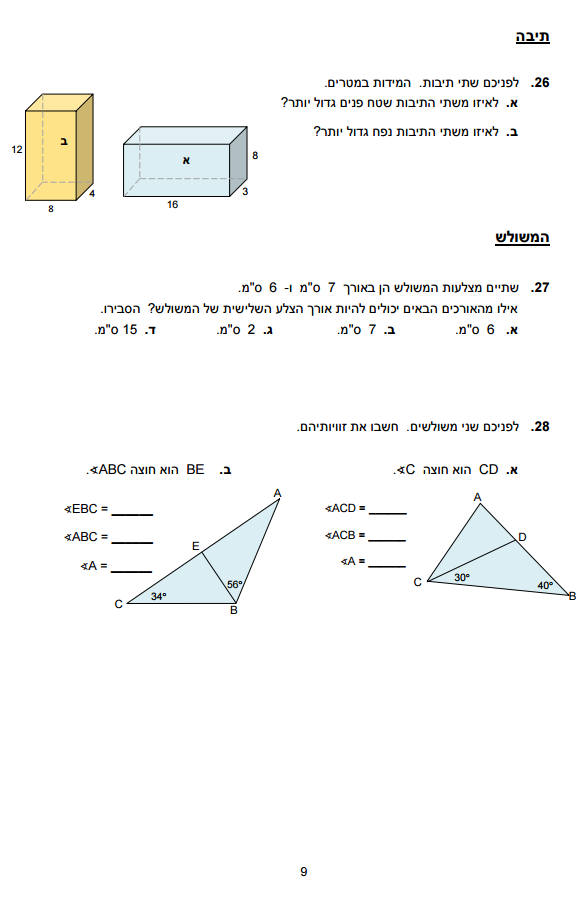 תיבה
26. לפניכם שתי תיבות. המידות במטרים.
א. לאיזו משתי התיבות שטח פנים גדול יותר?
ב. לאיזו משתי התיבות נפח גדול יותר?
ב
12
8
4
א
8
3
16
המשולש
27. שתיים מצלעות המשולש הן באורך 7 ס"מ ו- 6 ס"מ.
אילו מהאורכים הבאים יכולים להיות אורך הצלע השלישית של המשולש? הסבירו.
א. 6 ס"מ. ב. 7 ס"מ. ג. 2 ס"מ. ד. 15 ס"מ.
28. לפניכם שני משולשים. חשבו את זוויותיהם.
א. CD הוא חוצה ∢C.
∢ACD = ______
∢ACB = ______
∢A = ______
A
D
C
30°
40°
B
ב. BE הוא חוצה ∢ABC.
∢EBC = ______
∢ABC = ______
∢A = ______
A
E
56°
34°
C
B
9